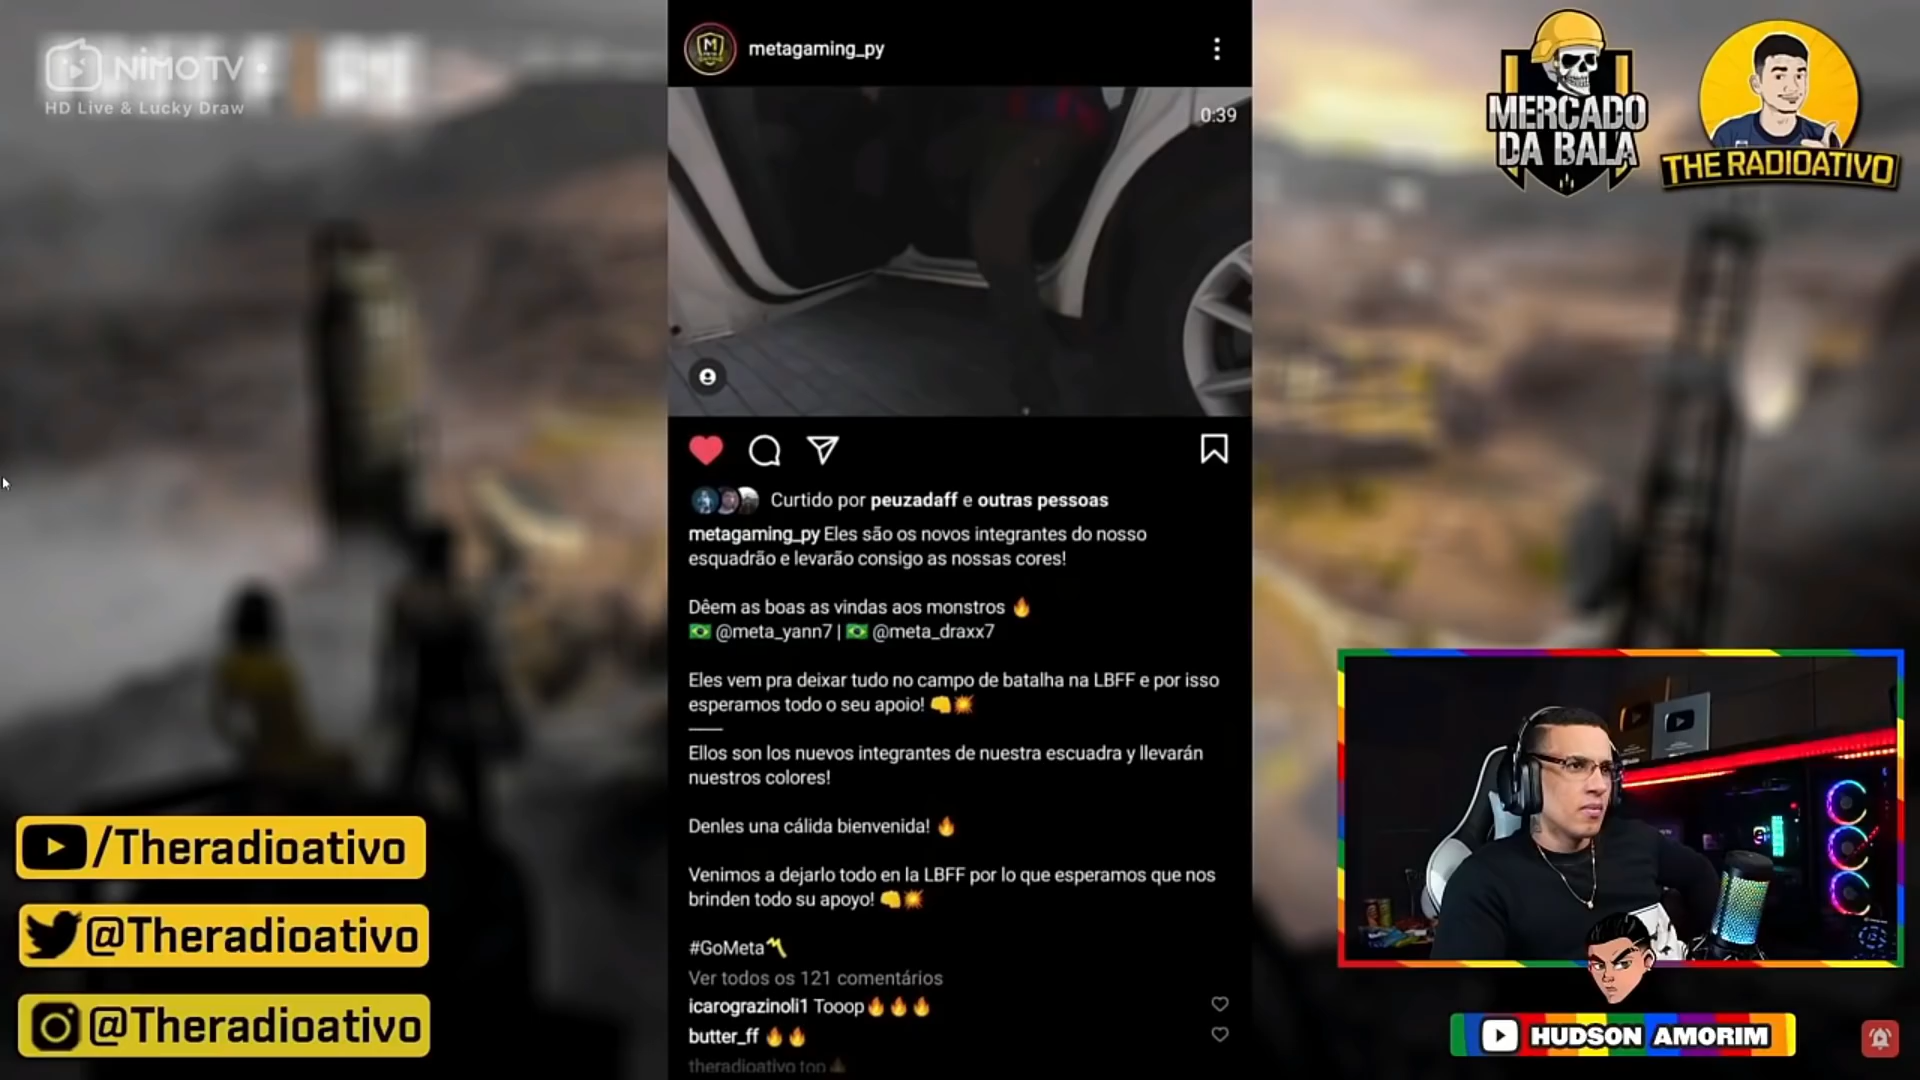 NIMO TV
HD Live & Lucky Draw
metagaming_py
0:39
MERCADO
DA BALA
THE RADIOATIVO
Curtido por peuzadaff e outras pessoas
metagaming_py Eles são os novos integrantes do nosso
esquadrão e levarão consigo as nossas cores!
Dêem as boas as vindas aos monstros 🔥
🇧🇷 @meta_yann7 | 🇧🇷 @meta_draxx7
Eles vem pra deixar tudo no campo de batalha na LBFF e por isso
esperamos todo o seu apoio! 👊💥
Ellos son los nuevos integrantes de nuestra escuadra y llevarán
nuestros colores!
Denles una cálida bienvenida! 🔥
Venimos a dejarlo todo en la LBFF por lo que esperamos que nos
brinden todo su apoyo! 👊💥
#GoMeta〽️
Ver todos os 121 comentários
icarograzinoli1 Tooop🔥🔥🔥
butter_ff 🔥🔥
theradioativo top
/Theradioativo
@Theradioativo
@Theradioativo
HUDSON AMORIM